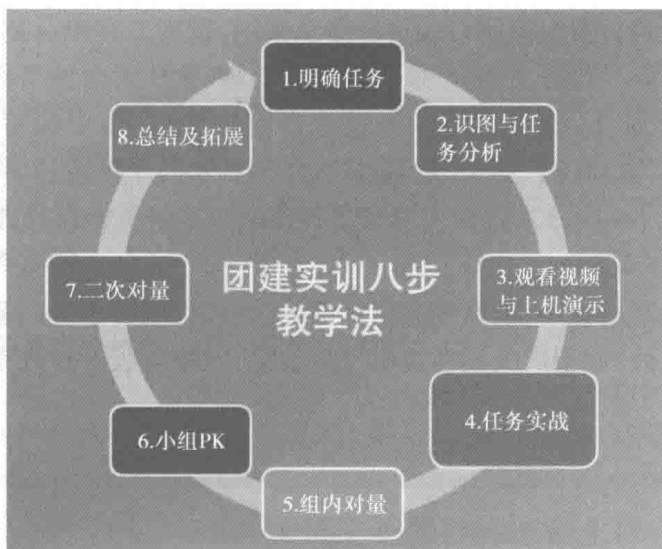 1.明确任务
2.识图与任
务分析
3.观看视频
与上机演示
4.任务实战
5.组内对量
6.小组PK
7.二次对量
8.总结及拓展
团建实训八步
教学法